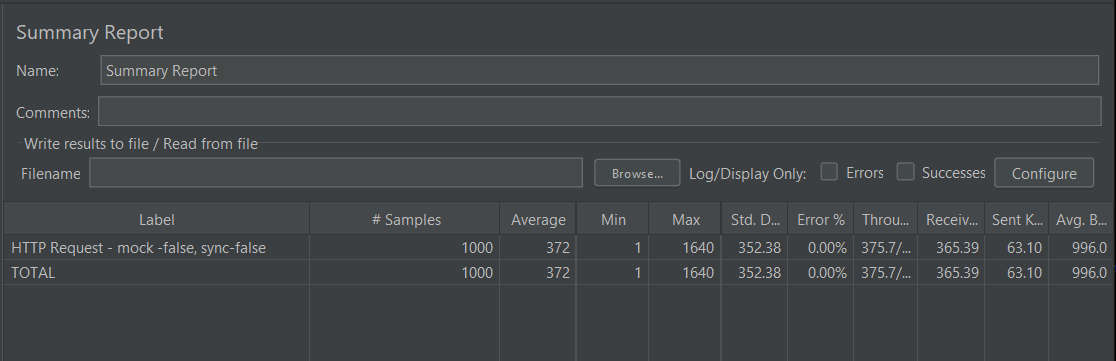 Summary Report
Name: Summary Report
Comments:
Write results to file / Read from file
Filename Browse... Log/Display Only: Errors Successes Configure
Label # Samples Average Min Max Std. D... Error % Throu... Receiv... Sent K... Avg. B...
HTTP Request - mock -false, sync-false 1000 372 1 1640 352.38 0.00% 375.7/... 365.39 63.10 996.0
TOTAL 1000 372 1 1640 352.38 0.00% 375.7/... 365.39 63.10 996.0